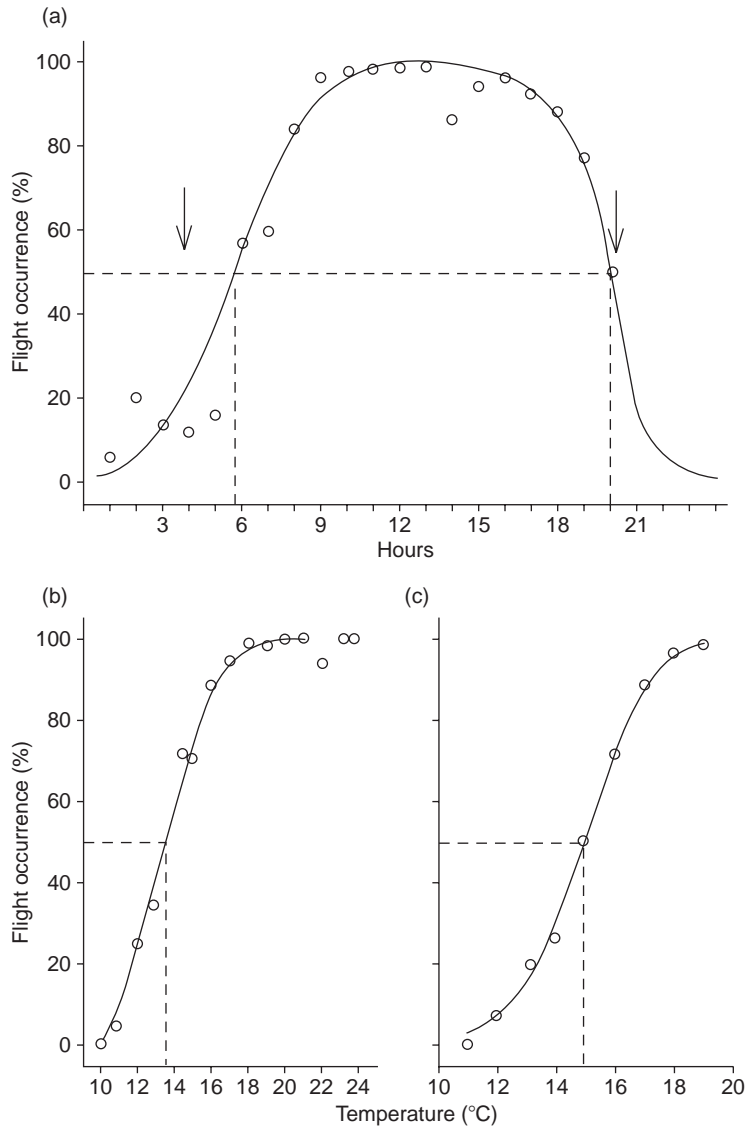 (a)
100
80
60
40
20
0
Flight occurrence (%)
3 6 9 12 15 18 21
Hours
(b)
100
80
60
40
20
0
Flight occurrence (%)
10 12 14 16 18 20 22 24
(c)
10 12 14 16 18 20
Temperature (°C)